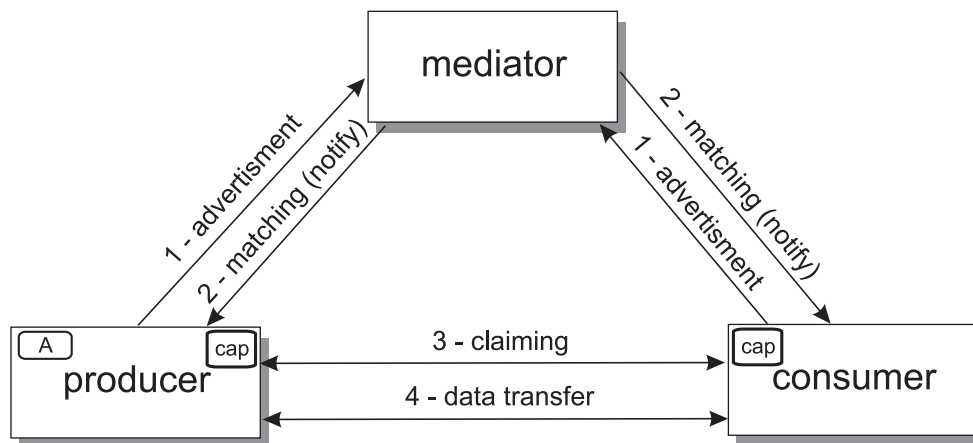 mediator
1 - advertisment
2 - matching (notify)
2 - matching (notify)
1 - advertisment
A
cap
producer
3 - claiming
4 - data transfer
cap
consumer